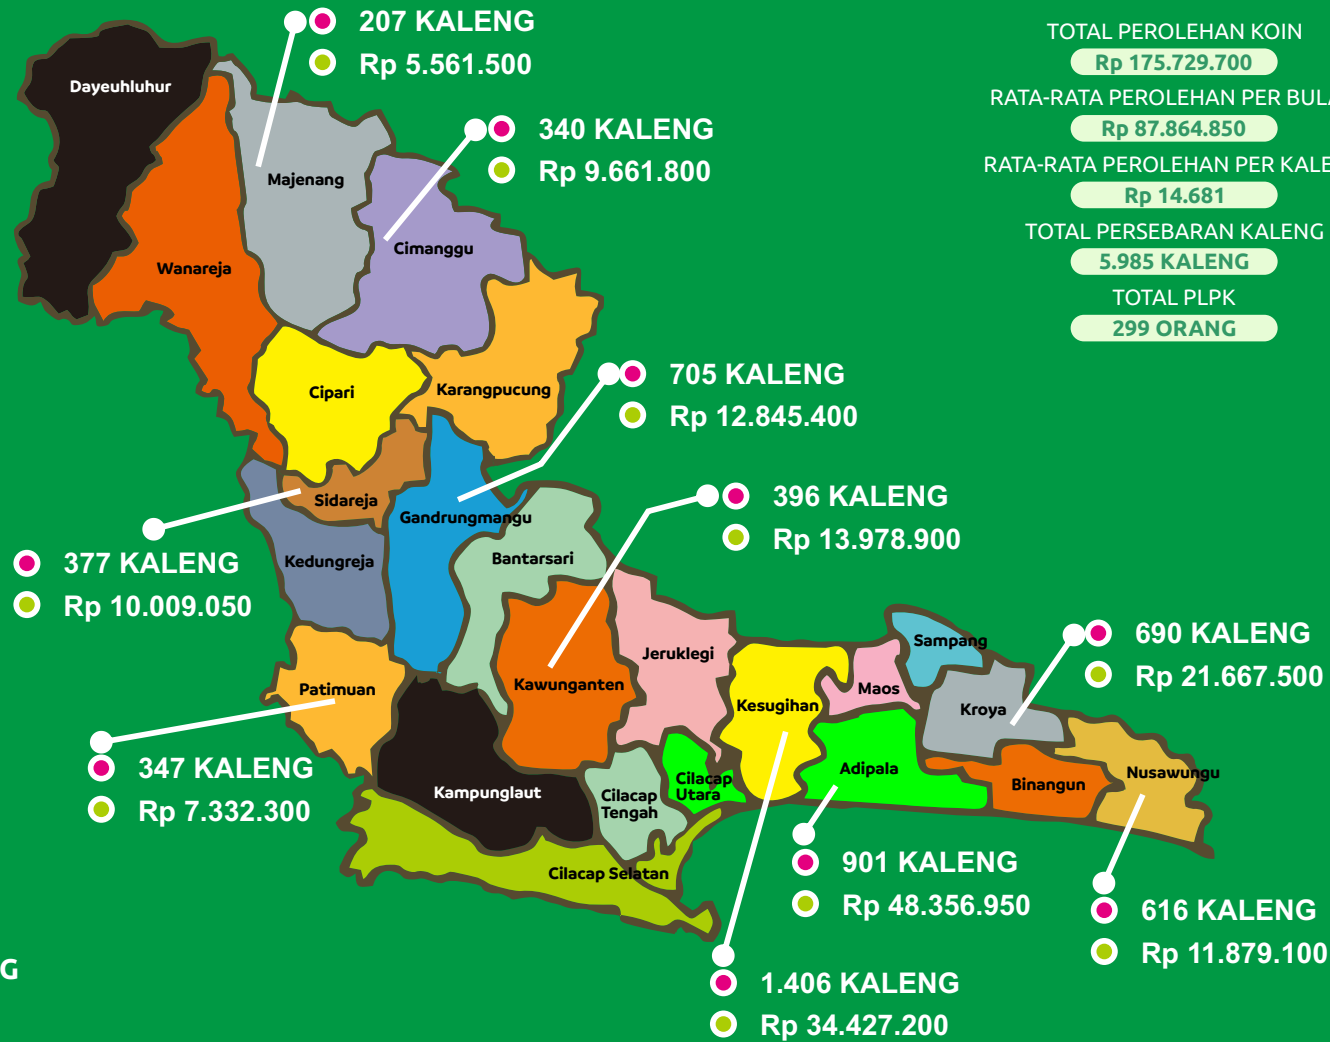 207 KALENG
Rp 5.561.500
340 KALENG
Rp 9.661.800
TOTAL PEROLEHAN KOIN
Rp 175.729.700
RATA-RATA PEROLEHAN PER BULA
Rp 87.864.850
RATA-RATA PEROLEHAN PER KALE
Rp 14.681
TOTAL PERSEBARAN KALENG
5.985 KALENG
TOTAL PLPK
299 ORANG
Dayeuhluhur
Majenang
Cimanggu
Wanareja
Cipari
Karangpucung
705 KALENG
Rp 12.845.400
Sidareja
Gandrungmangu
396 KALENG
Rp 13.978.900
377 KALENG
Rp 10.009.050
Kedungreja
Bantarsari
Jeruklegi
Sampang
690 KALENG
Rp 21.667.500
Patimuan
Kawunganten
Maos
Kesugihan
Kroya
347 KALENG
Rp 7.332.300
Kampunglaut
Cilacap
Tengah
Cilacap
Utara
Adipala
Binangun
Nusawungu
Cilacap Selatan
901 KALENG
Rp 48.356.950
616 KALENG
Rp 11.879.100
G
1.406 KALENG
Rp 34.427.200